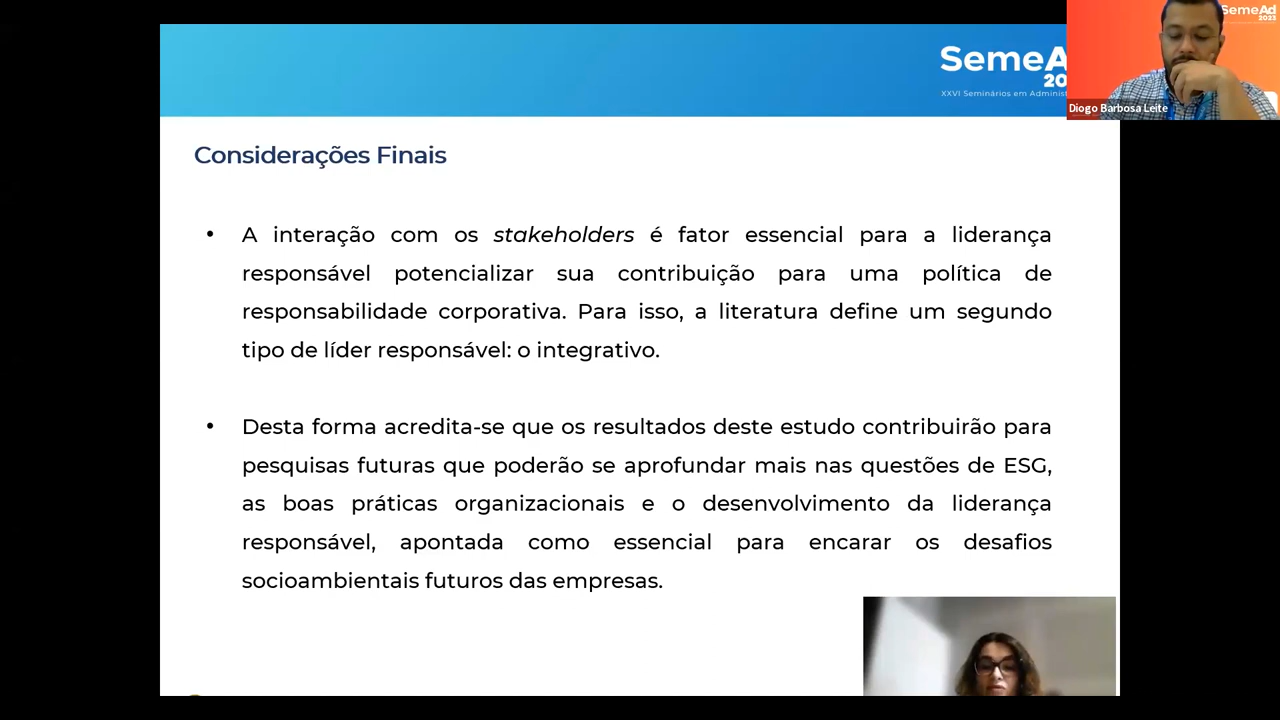 SemeAd
2023
SemeA
20
XXVI Seminários em Administ
Diogo Barbosa Leite
Considerações Finais
• A interação com os stakeholders é fator essencial para a liderança
responsável potencializar sua contribuição para uma política de
responsabilidade corporativa. Para isso, a literatura define um segundo
tipo de líder responsável: o integrativo.
• Desta forma acredita-se que os resultados deste estudo contribuirão para
pesquisas futuras que poderão se aprofundar mais nas questões de ESG,
as boas práticas organizacionais e o desenvolvimento da liderança
responsável, apontada como essencial para encarar os desafios
socioambientais futuros das empresas.